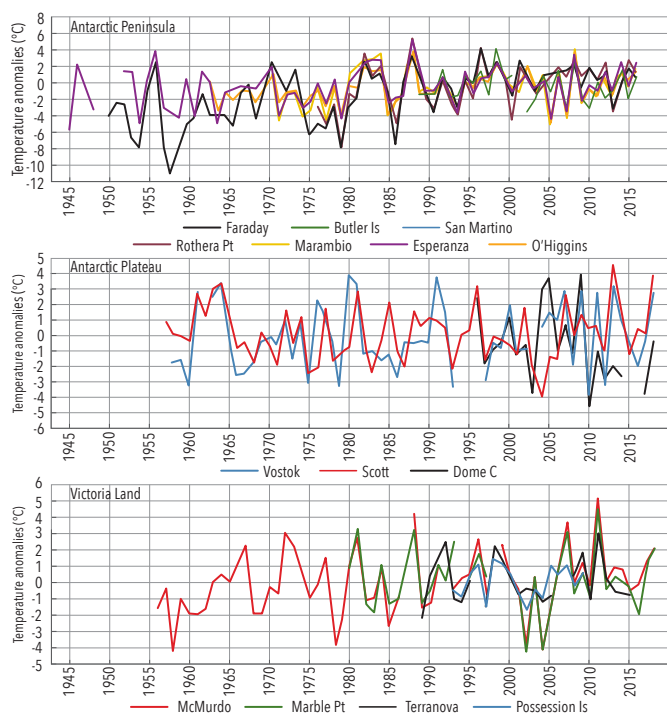 Antarctic Peninsula
Temperature anomalies (°C)
8
6
4
2
0
-2
-4
-6
-8
-10
-12
1945 1950 1955 1960 1965 1970 1975 1980 1985 1990 1995 2000 2005 2010 2015
Faraday Butler Is San Martino
Rothera Pt Marambio Esperanza O'Higgins
Antarctic Plateau
Temperature anomalies (°C)
5
4
3
2
1
0
-1
-2
-3
-4
-5
-6
1945 1950 1955 1960 1965 1970 1975 1980 1985 1990 1995 2000 2005 2010 2015
Vostok Scott Dome C
Victoria Land
Temperature anomalies (°C)
6
5
4
3
2
1
0
-1
-2
-3
-4
-5
1945 1950 1955 1960 1965 1970 1975 1980 1985 1990 1995 2000 2005 2010 2015
McMurdo Marble Pt Terranova Possession Is